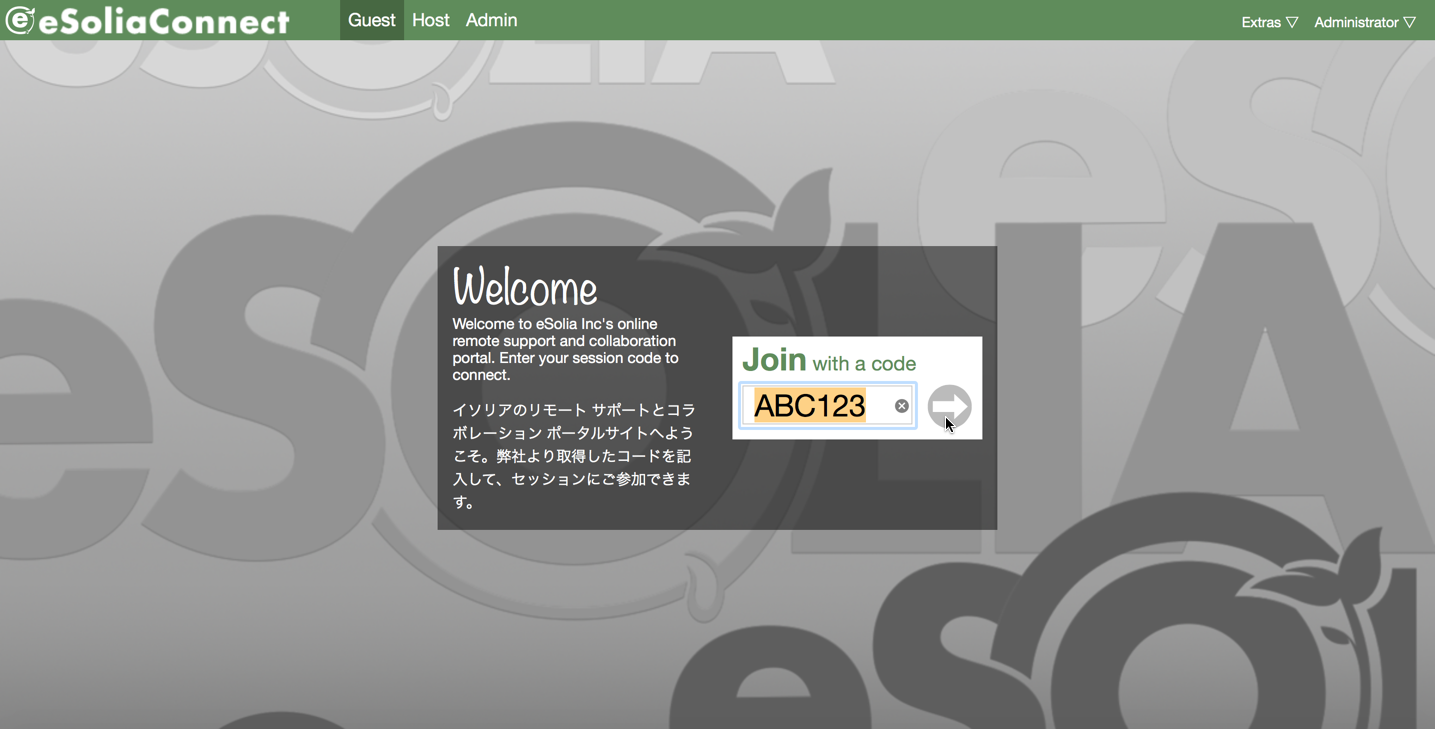 eSoliaConnect Guest Host Admin Extras ▽ Administrator ▽
eSOLIA
eSOLIA
eS
eSO
Welcome
Welcome to eSolia Inc's online
remote support and collaboration
portal. Enter your session code to
connect.
イソリアのリモート サポートとコラ
ボレーション ポータルサイトへよう
こそ。弊社より取得したコードを記
入して、セッションにご参加できま
す。
Join with a code
ABC123